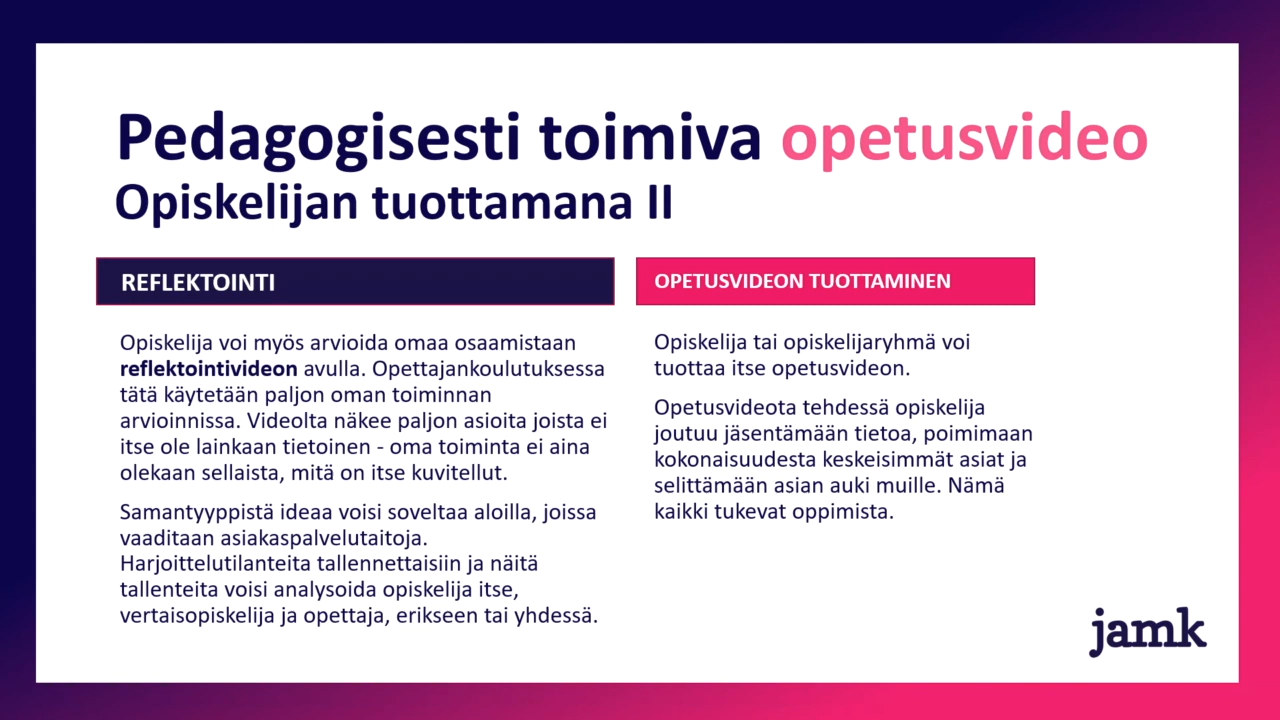 Pedagogisesti toimiva opetusvideo
Opiskelijan tuottamana II
REFLEKTOINTI
Opiskelija voi myös arvioida omaa osaamistaan
reflektointivideon avulla. Opettajankoulutuksessa
tätä käytetään paljon oman toiminnan
arvioinnissa. Videolta näkee paljon asioita joista ei
itse ole lainkaan tietoinen - oma toiminta ei aina
olekaan sellaista, mitä on itse kuvitellut.
Samantyyppistä ideaa voisi soveltaa aloilla, joissa
vaaditaan asiakaspalvelutaitoja.
Harjoittelutilanteita tallennettaisiin ja näitä
tallenteita voisi analysoida opiskelija itse,
vertaisopiskelija ja opettaja, erikseen tai yhdessä.
OPETUSVIDEON TUOTTAMINEN
Opiskelija tai opiskelijaryhmä voi
tuottaa itse opetusvideon.
Opetusvideota tehdessä opiskelija
joutuu jäsentämään tietoa, poimimaan
kokonaisuudesta keskeisimmät asiat ja
selittämään asian auki muille. Nämä
kaikki tukevat oppimista.
jamk